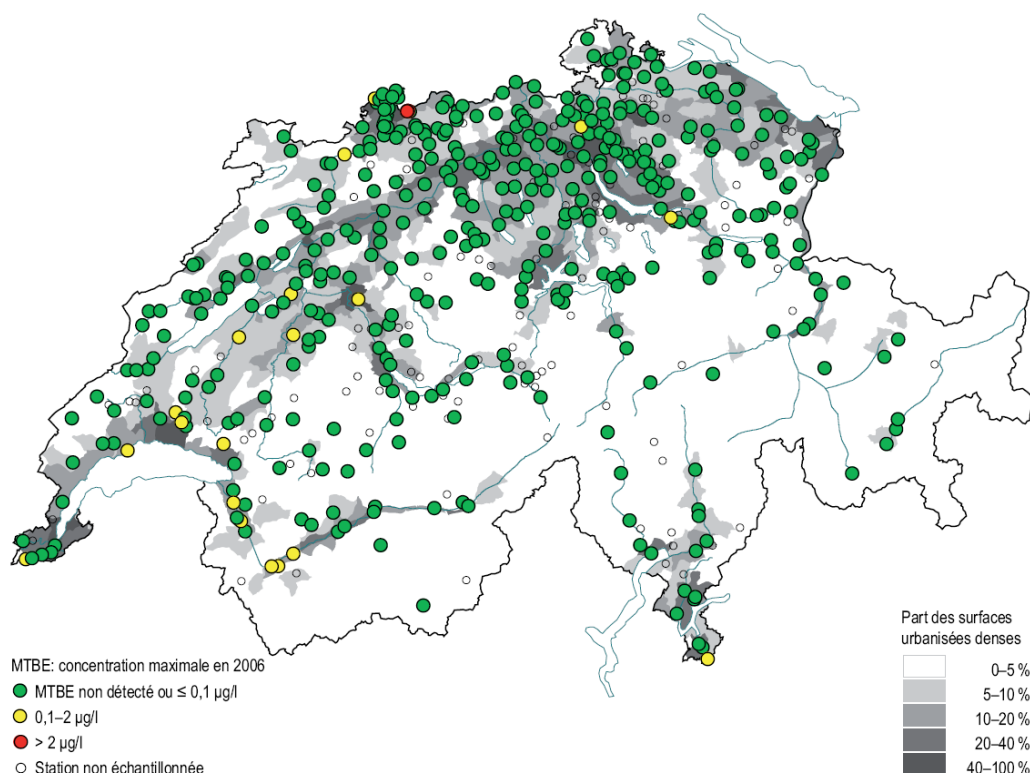 MTBE: concentration maximale en 2006
MTBE non détecté ou ≤ 0,1 µg/l
0,1–2 µg/l
> 2 µg/l
Station non échantillonnée
Part des surfaces
urbanisées denses
0–5 %
5–10 %
10–20 %
20–40 %
40–100 %